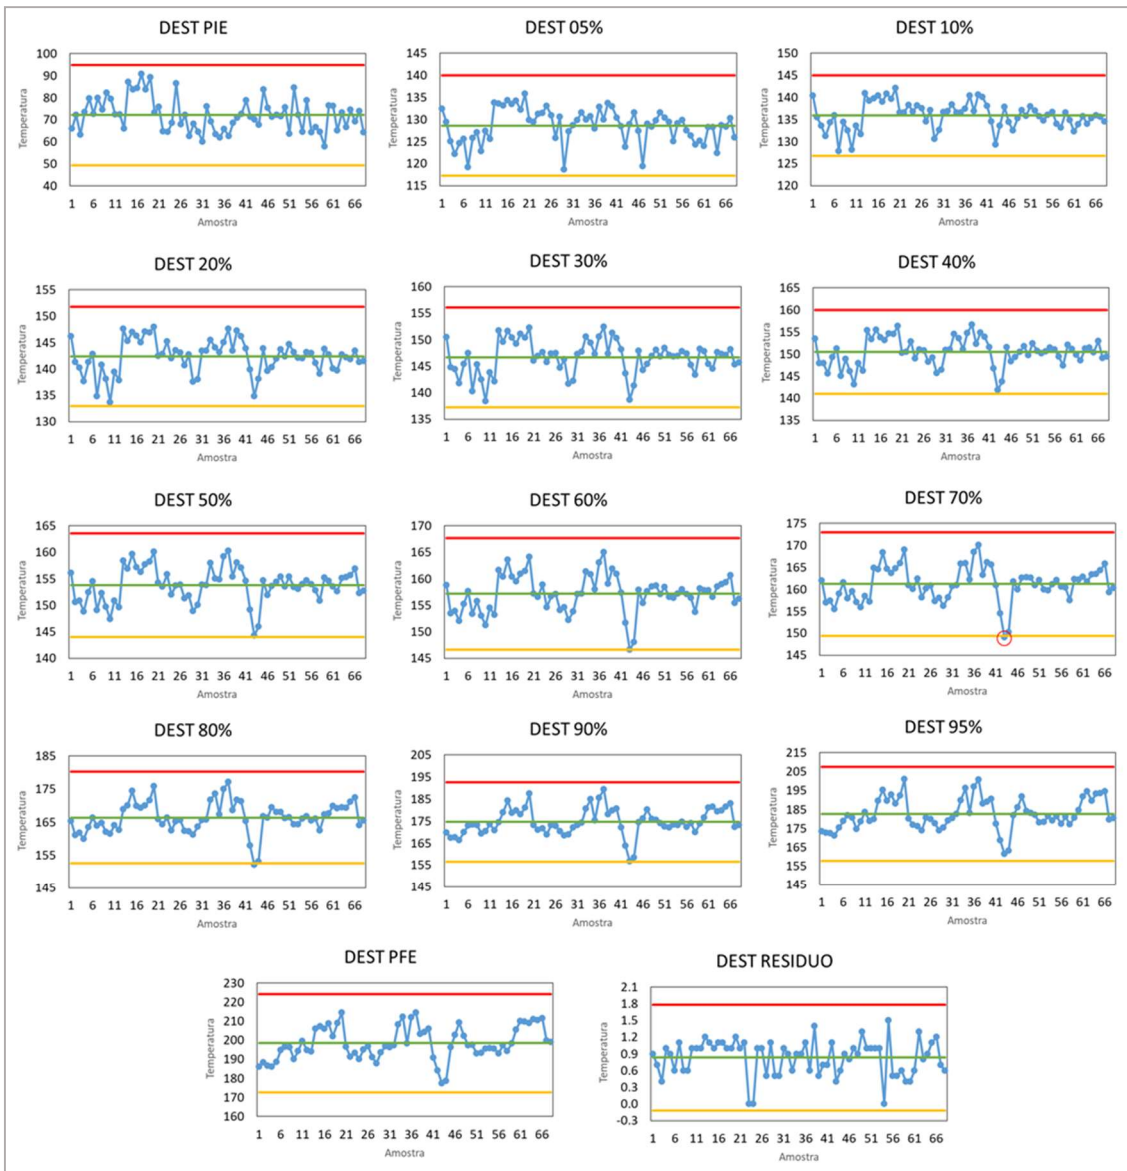 DEST PIE
Temperatura
100
90
80
70
60
50
40
1 6 11 16 21 26 31 36 41 46 51 56 61 66
Amostra
DEST 05%
Temperatura
145
140
135
130
125
120
115
1 6 11 16 21 26 31 36 41 46 51 56 61 66
Amostra
DEST 10%
Temperatura
150
145
140
135
130
125
120
1 6 11 16 21 26 31 36 41 46 51 56 61 66
Amostra
DEST 20%
Temperatura
155
150
145
140
135
130
1 6 11 16 21 26 31 36 41 46 51 56 61 66
Amostra
DEST 30%
Temperatura
160
155
150
145
140
135
1 6 11 16 21 26 31 36 41 46 51 56 61 66
Amostra
DEST 40%
Temperatura
165
160
155
150
145
140
135
1 6 11 16 21 26 31 36 41 46 51 56 61 66
Amostra
DEST 50%
Temperatura
165
160
155
150
145
140
1 6 11 16 21 26 31 36 41 46 51 56 61 66
Amostra
DEST 60%
Temperatura
170
165
160
155
150
145
1 6 11 16 21 26 31 36 41 46 51 56 61 66
Amostra
DEST 70%
Temperatura
175
170
165
160
155
150
145
1 6 11 16 21 26 31 36 41 46 51 56 61 66
Amostra
DEST 80%
Temperatura
185
175
165
155
145
1 6 11 16 21 26 31 36 41 46 51 56 61 66
Amostra
DEST 90%
Temperatura
205
195
185
175
165
155
145
1 6 11 16 21 26 31 36 41 46 51 56 61 66
Amostra
DEST 95%
Temperatura
215
205
195
185
175
165
155
145
1 6 11 16 21 26 31 36 41 46 51 56 61 66
Amostra
DEST PFE
Temperatura
230
220
210
200
190
180
170
160
1 6 11 16 21 26 31 36 41 46 51 56 61 66
Amostra
DEST RESIDUO
Temperatura
2.1
1.8
1.5
1.2
0.9
0.6
0.3
0.0
-0.3
1 6 11 16 21 26 31 36 41 46 51 56 61 66
Amostra